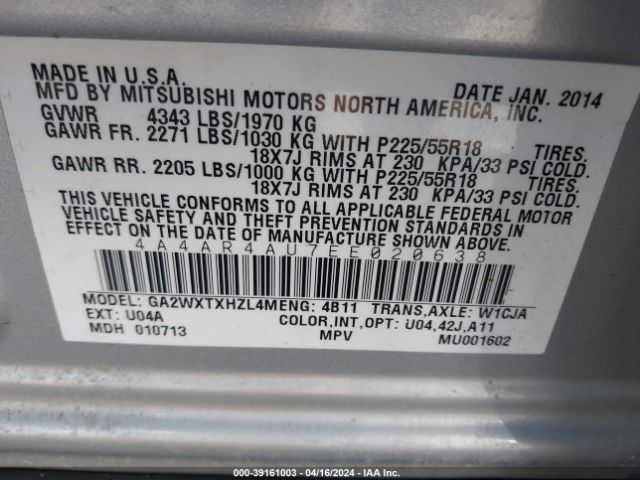 MADE IN U.S.A. DATE JAN. 2014
MFD BY MITSUBISHI MOTORS NORTH AMERICA, INC.
GVWR 4343 LBS/1970 KG
GAWR FR. 2271 LBS/1030 KG WITH P225/55R18 TIRES.
18X7J RIMS AT 230 KPA/33 PSI COLD.
GAWR RR. 2205 LBS/1000 KG WITH P225/55R18 TIRES.
18X7J RIMS AT 230 KPA/33 PSI COLD.
THIS VEHICLE CONFORMS TO ALL APPLICABLE FEDERAL MOTOR
VEHICLE SAFETY AND THEFT PREVENTION STANDARDS IN
EFFECT ON THE DATE OF MANUFACTURE SHOWN ABOVE.
4A4AR4AU7EE020638
MODEL: GA2WXTXHZL4MENG: 4B11 TRANS,AXLE: W1CJA
EXT: U04A COLOR,INT,OPT: U04,42J,A11
MDH 010713 MPV MU001602
000-39161003 - 04/16/2024 - IAA Inc.